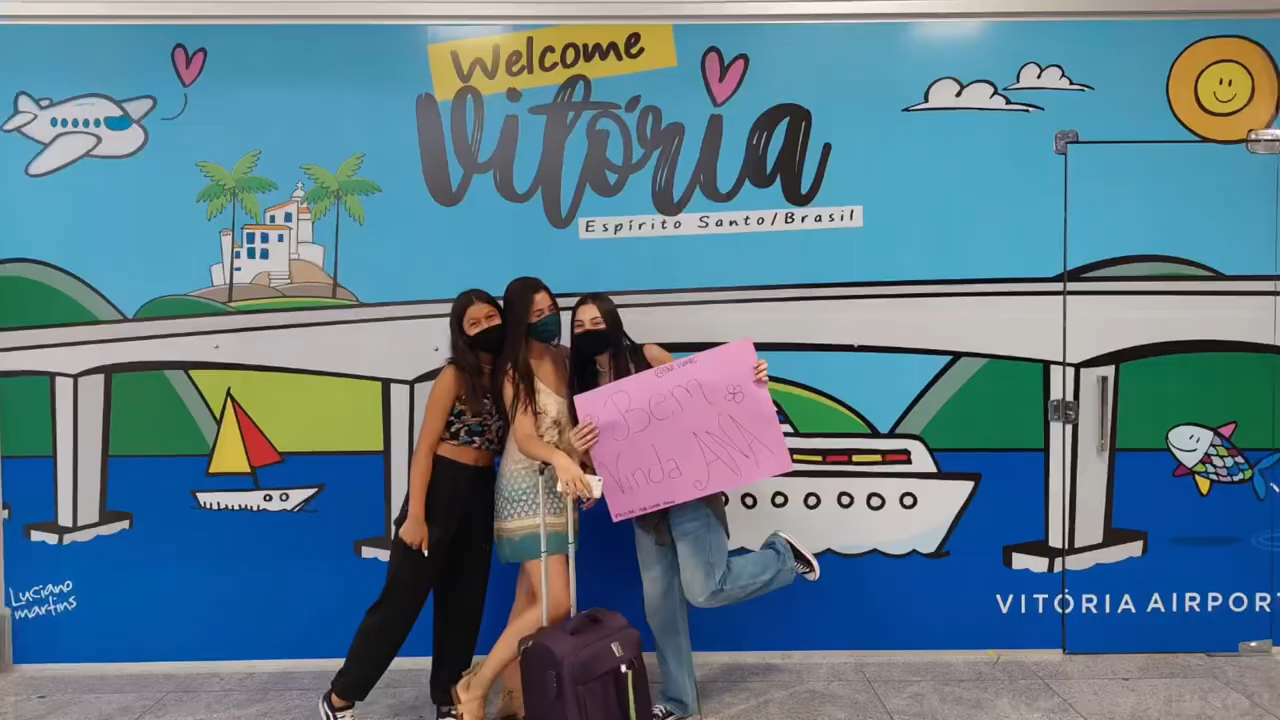 Welcome
Vitória
Espírito Santo/Brasil
Bem
Vinda ANA
Luciano
martins
VITÓRIA AIRPORT